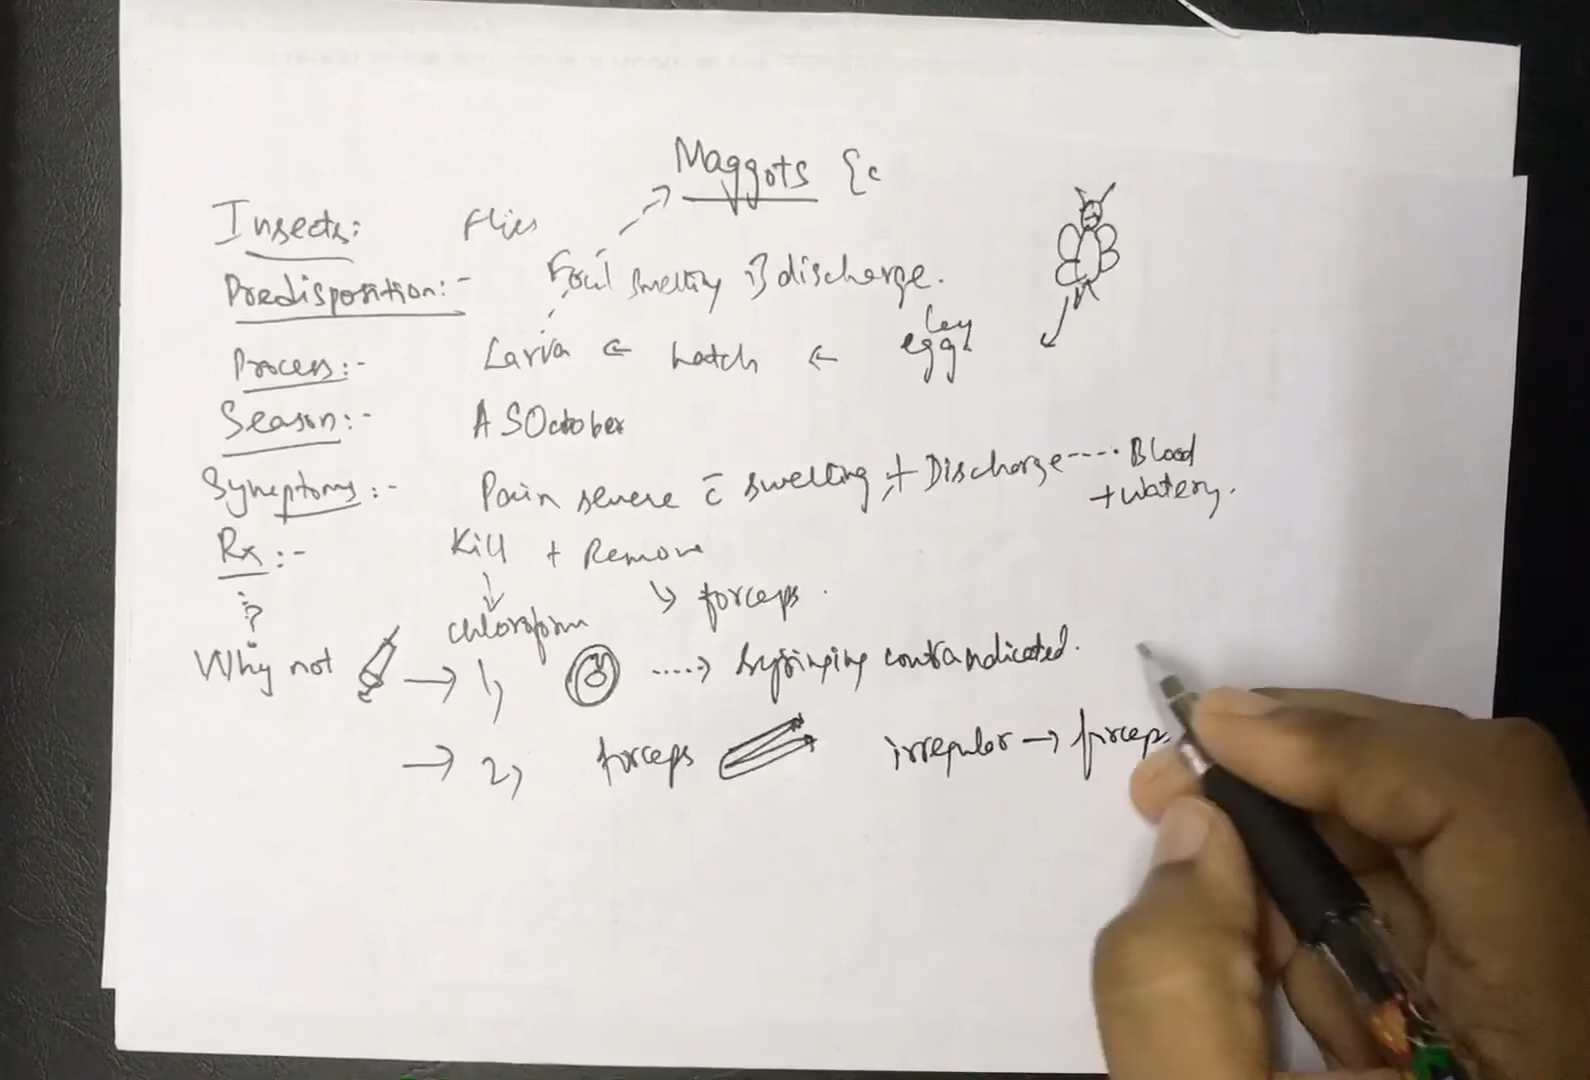 Maggots {c
Insects: Flies
Predisposition:- Foul smelling discharge.
Process:- Larva ← hatch ← lay eggs
Season:- ASOctober
Symptoms:- Pain severe c̄ swelling + Discharge ---- Blood
+ watery.
Rx:- Kill + Remove
? chloroform ↳ forceps.
Why not → 1) ----> syringing contraindicated.
→ 2) forceps irregular → forceps